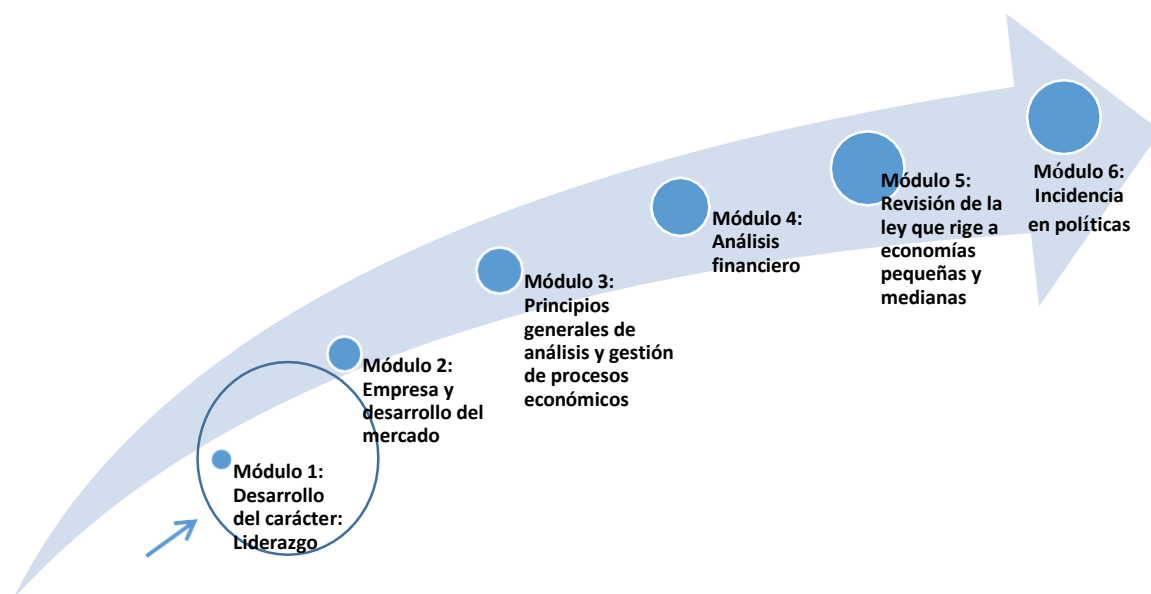 Módulo 1:
Desarrollo
del carácter:
Liderazgo
Módulo 2:
Empresa y
desarrollo del
mercado
Módulo 3:
Principios
generales de
análisis y gestión
de procesos
económicos
Módulo 4:
Análisis
financiero
Módulo 5:
Revisión de la
ley que rige a
economías
pequeñas y
medianas
Módulo 6:
Incidencia
en políticas